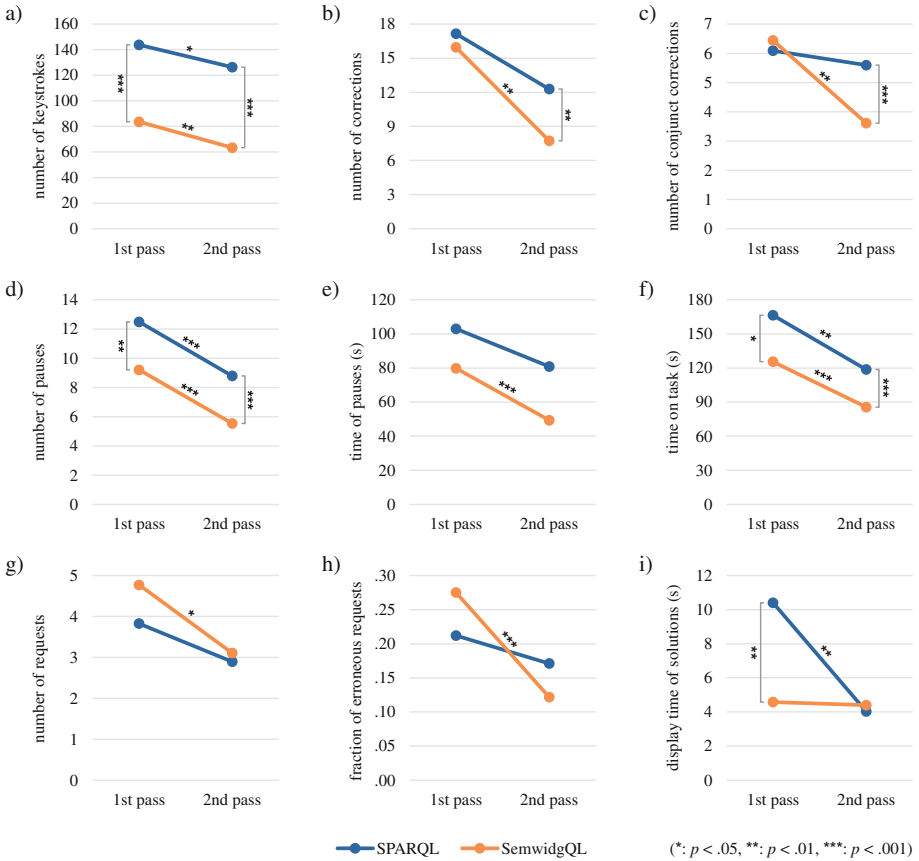 a)
number of keystrokes
160
140
120
100
80
60
40
20
0
***
*
**
***
1st pass
2nd pass
b)
number of corrections
18
15
12
9
6
3
0
**
**
1st pass
2nd pass
c)
number of conjunct corrections
7
6
5
4
3
2
1
0
**
***
1st pass
2nd pass
d)
number of pauses
14
12
10
8
6
4
2
0
**
***
***
***
1st pass
2nd pass
e)
time of pauses (s)
120
100
80
60
40
20
0
***
1st pass
2nd pass
f)
time on task (s)
180
150
120
90
60
30
0
*
**
***
***
1st pass
2nd pass
g)
number of requests
5
4
3
2
1
0
*
1st pass
2nd pass
h)
fraction of erroneous requests
.30
.25
.20
.15
.10
.05
.00
***
1st pass
2nd pass
i)
display time of solutions (s)
12
10
8
6
4
2
0
**
**
1st pass
2nd pass
SPARQL
SemwidgQL
(*: p < .05, **: p < .01, ***: p < .001)